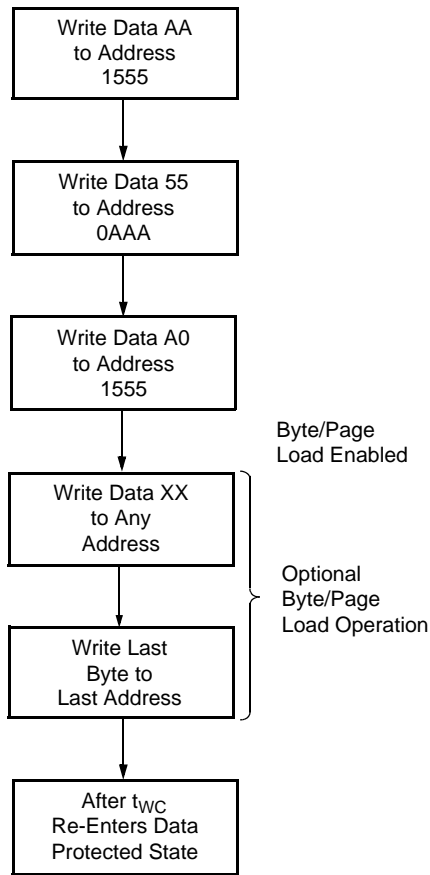 Write Data AA
to Address
1555
Write Data 55
to Address
0AAA
Write Data A0
to Address
1555
Byte/Page
Load Enabled
Write Data XX
to Any
Address
Optional
Byte/Page
Load Operation
Write Last
Byte to
Last Address
After tWC
Re-Enters Data
Protected State